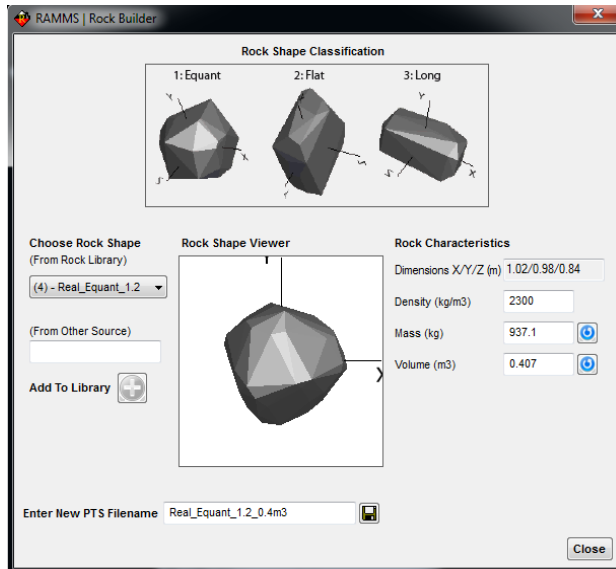 RAMMS | Rock Builder
Rock Shape Classification
1: Equant 2: Flat 3: Long
Y X Z
Y Z
Y X Z
Choose Rock Shape
(From Rock Library)
(4) - Real_Equant_1.2
(From Other Source)
Add To Library
Rock Shape Viewer
X
Rock Characteristics
Dimensions X/Y/Z (m) 1.02/0.98/0.84
Density (kg/m3) 2300
Mass (kg) 937.1
Volume (m3) 0.407
Enter New PTS Filename Real_Equant_1.2_0.4m3
Close